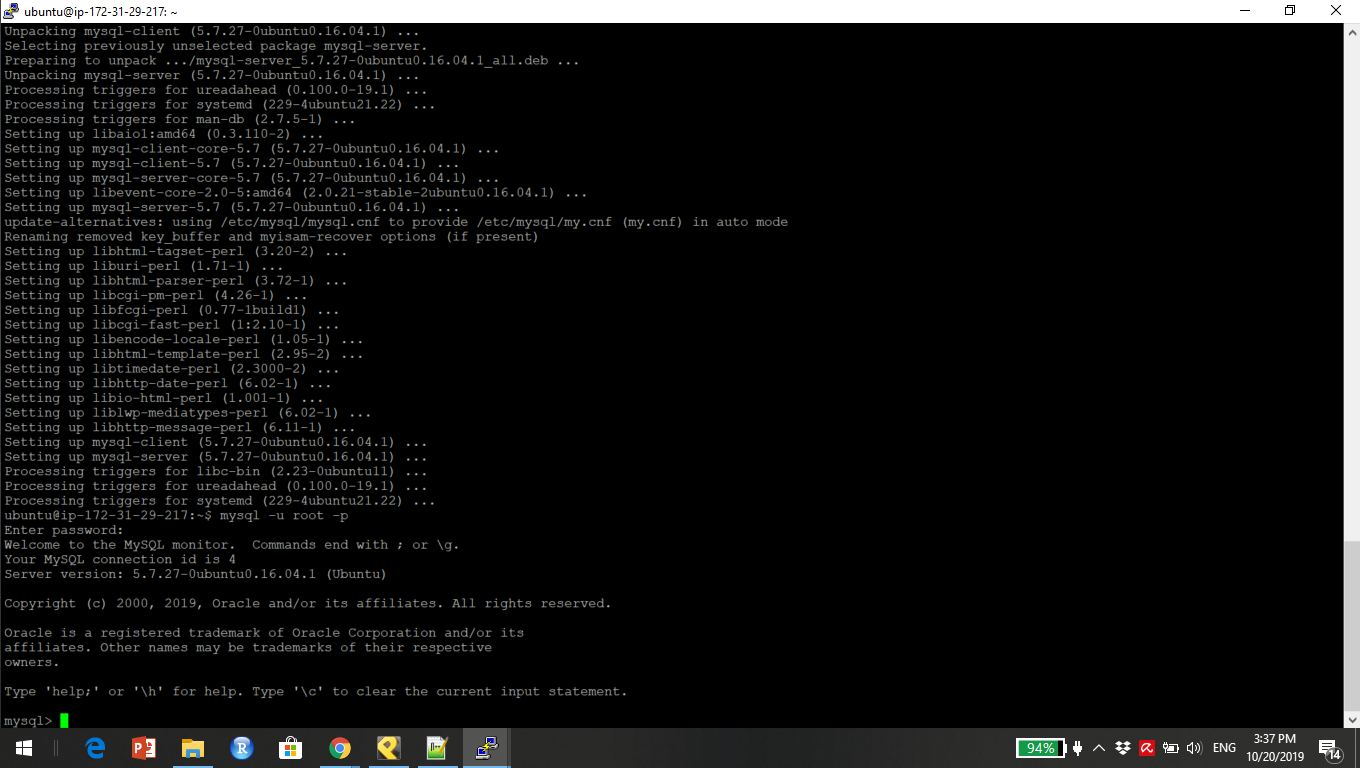 ubuntu@ip-172-31-29-217: ~
Unpacking mysql-client (5.7.27-0ubuntu0.16.04.1) ...
Selecting previously unselected package mysql-server.
Preparing to unpack .../mysql-server_5.7.27-0ubuntu0.16.04.1_all.deb ...
Unpacking mysql-server (5.7.27-0ubuntu0.16.04.1) ...
Processing triggers for ureadahead (0.100.0-19.1) ...
Processing triggers for systemd (229-4ubuntu21.22) ...
Processing triggers for man-db (2.7.5-1) ...
Setting up libaio1:amd64 (0.3.110-2) ...
Setting up mysql-client-core-5.7 (5.7.27-0ubuntu0.16.04.1) ...
Setting up mysql-client-5.7 (5.7.27-0ubuntu0.16.04.1) ...
Setting up mysql-server-core-5.7 (5.7.27-0ubuntu0.16.04.1) ...
Setting up libevent-core-2.0-5:amd64 (2.0.21-stable-2ubuntu0.16.04.1) ...
Setting up mysql-server-5.7 (5.7.27-0ubuntu0.16.04.1) ...
update-alternatives: using /etc/mysql/mysql.cnf to provide /etc/mysql/my.cnf (my.cnf) in auto mode
Renaming removed key_buffer and myisam-recover options (if present)
Setting up libhtml-tagset-perl (3.20-2) ...
Setting up liburi-perl (1.71-1) ...
Setting up libhtml-parser-perl (3.72-1) ...
Setting up libcgi-pm-perl (4.26-1) ...
Setting up libfcgi-perl (0.77-1build1) ...
Setting up libcgi-fast-perl (1:2.10-1) ...
Setting up libencode-locale-perl (1.05-1) ...
Setting up libhtml-template-perl (2.95-2) ...
Setting up libtimedate-perl (2.3000-2) ...
Setting up libhttp-date-perl (6.02-1) ...
Setting up libio-html-perl (1.001-1) ...
Setting up liblwp-mediatypes-perl (6.02-1) ...
Setting up libhttp-message-perl (6.11-1) ...
Setting up mysql-client (5.7.27-0ubuntu0.16.04.1) ...
Setting up mysql-server (5.7.27-0ubuntu0.16.04.1) ...
Processing triggers for libc-bin (2.23-0ubuntu11) ...
Processing triggers for ureadahead (0.100.0-19.1) ...
Processing triggers for systemd (229-4ubuntu21.22) ...
ubuntu@ip-172-31-29-217:~$ mysql -u root -p
Enter password:
Welcome to the MySQL monitor.  Commands end with ; or \g.
Your MySQL connection id is 4
Server version: 5.7.27-0ubuntu0.16.04.1 (Ubuntu)
Copyright (c) 2000, 2019, Oracle and/or its affiliates. All rights reserved.
Oracle is a registered trademark of Oracle Corporation and/or its
affiliates. Other names may be trademarks of their respective
owners.
Type 'help;' or '\h' for help. Type '\c' to clear the current input statement.
mysql>
94%
ENG
3:37 PM
10/20/2019
14